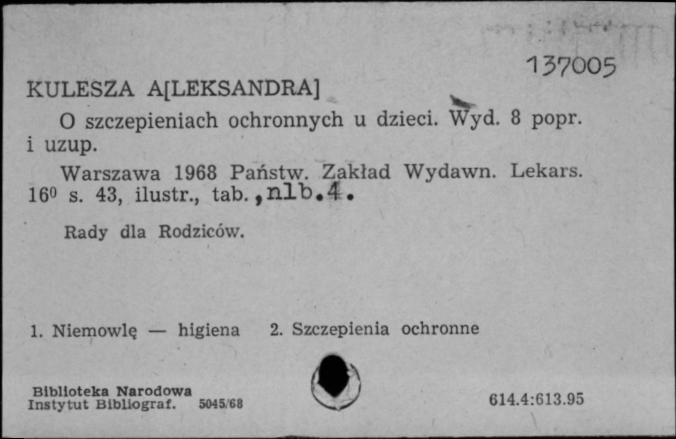 137005
KULESZA A[LEKSANDRA]
O szczepieniach ochronnych u dzieci. Wyd. 8 popr.
i uzup.
Warszawa 1968 Państw. Zakład Wydawn. Lekars.
16⁰ s. 43, ilustr., tab., nlb. 4.
Rady dla Rodziców.
1. Niemowlę — higiena 2. Szczepienia ochronne
Biblioteka Narodowa
Instytut Bibliograf. 5045/68
614.4:613.95